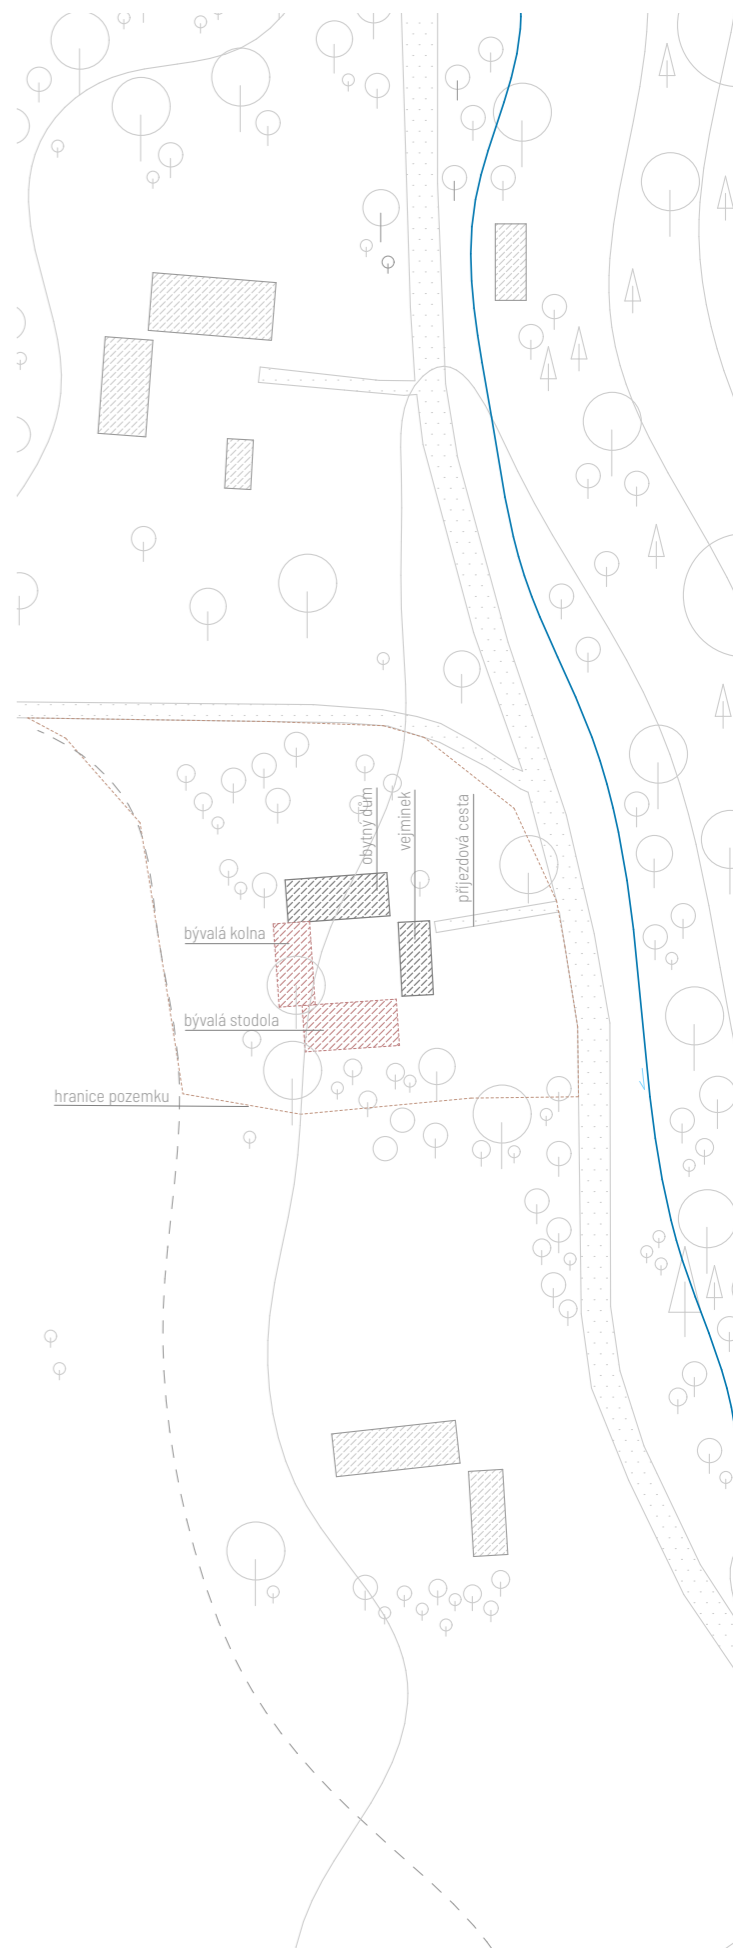 obytný dům
vejminek
příjezdová cesta
bývalá kolna
bývalá stodola
hranice pozemku